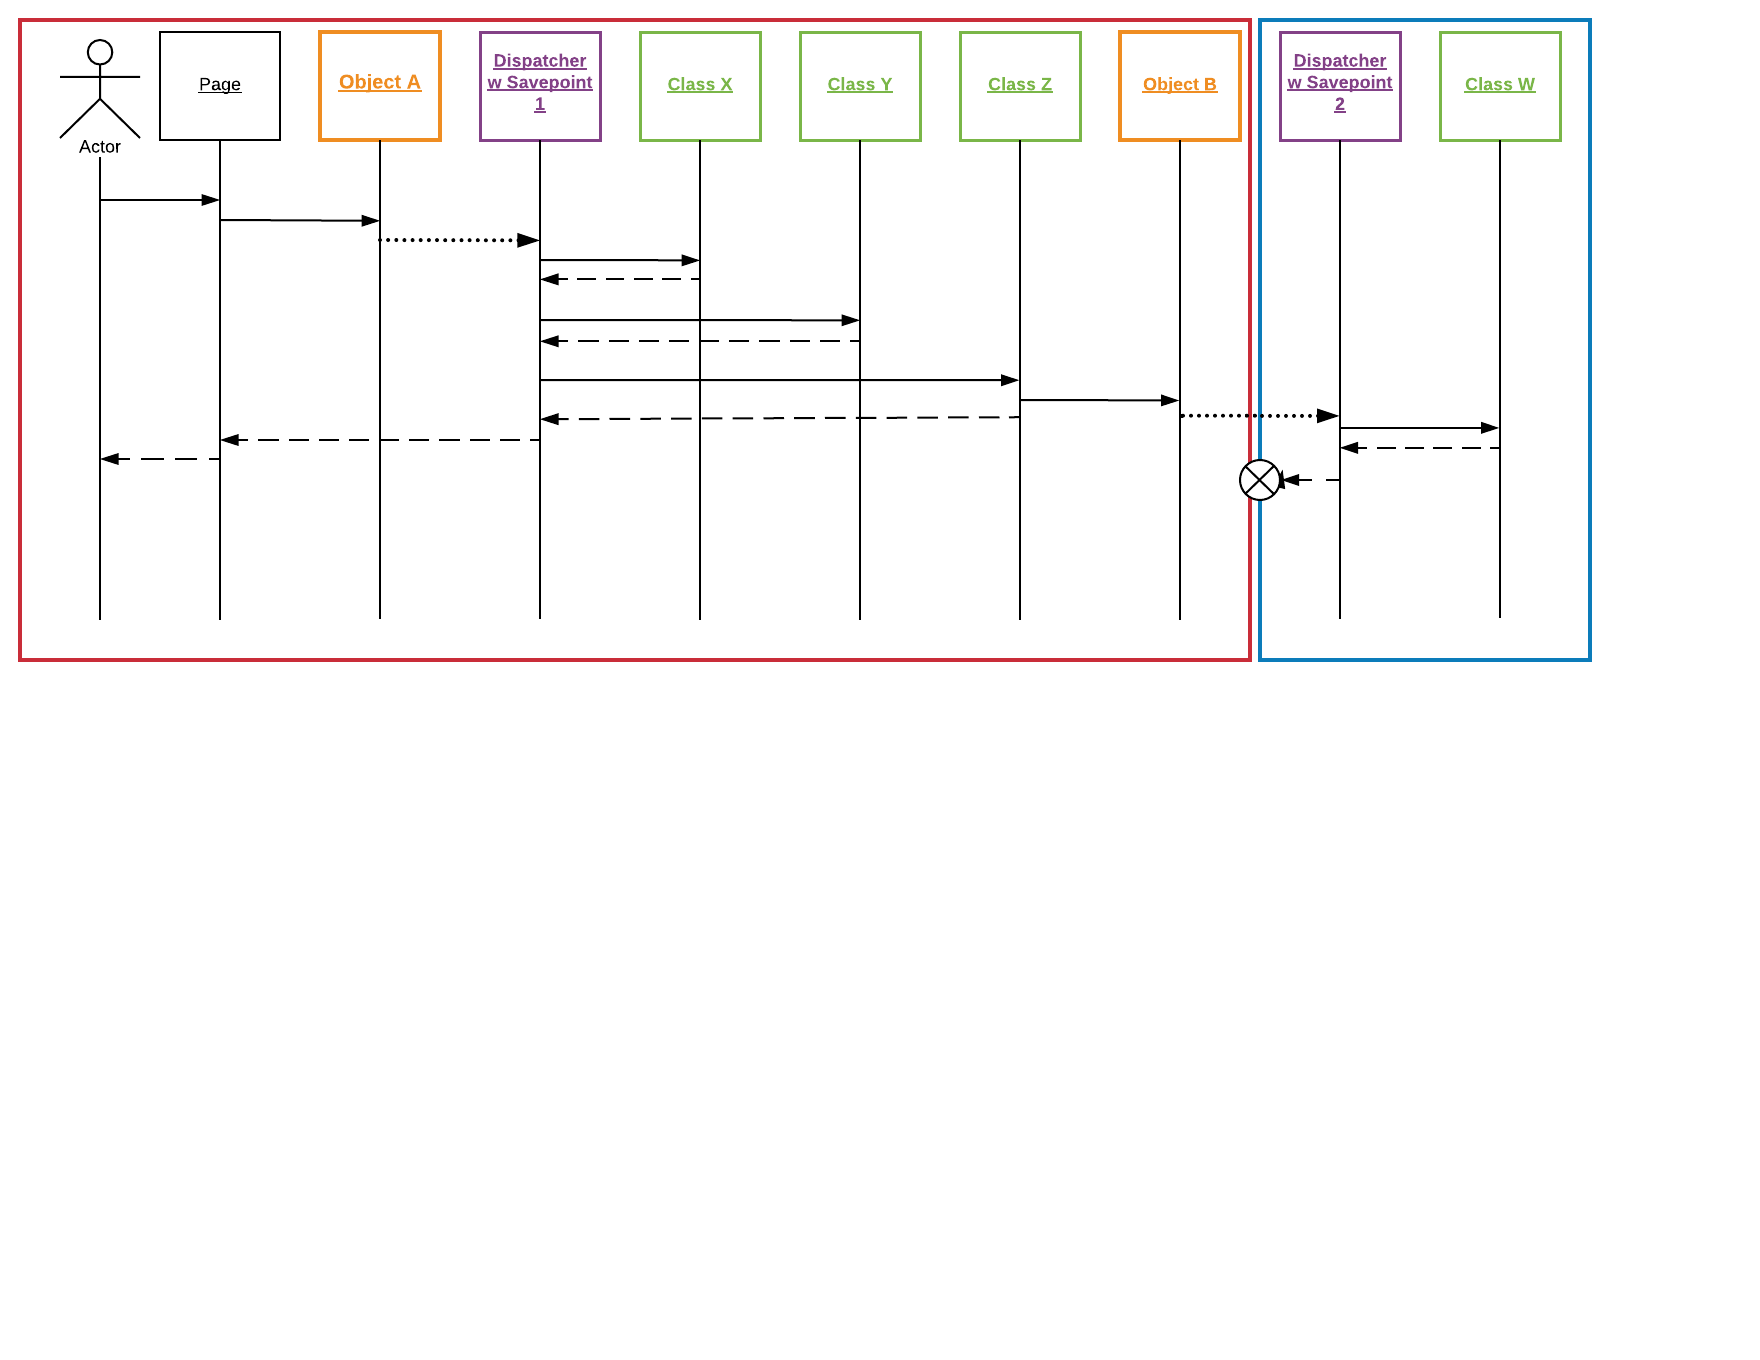 Actor
Page
Object A
Dispatcher
w Savepoint
1
Class X
Class Y
Class Z
Object B
Dispatcher
w Savepoint
2
Class W